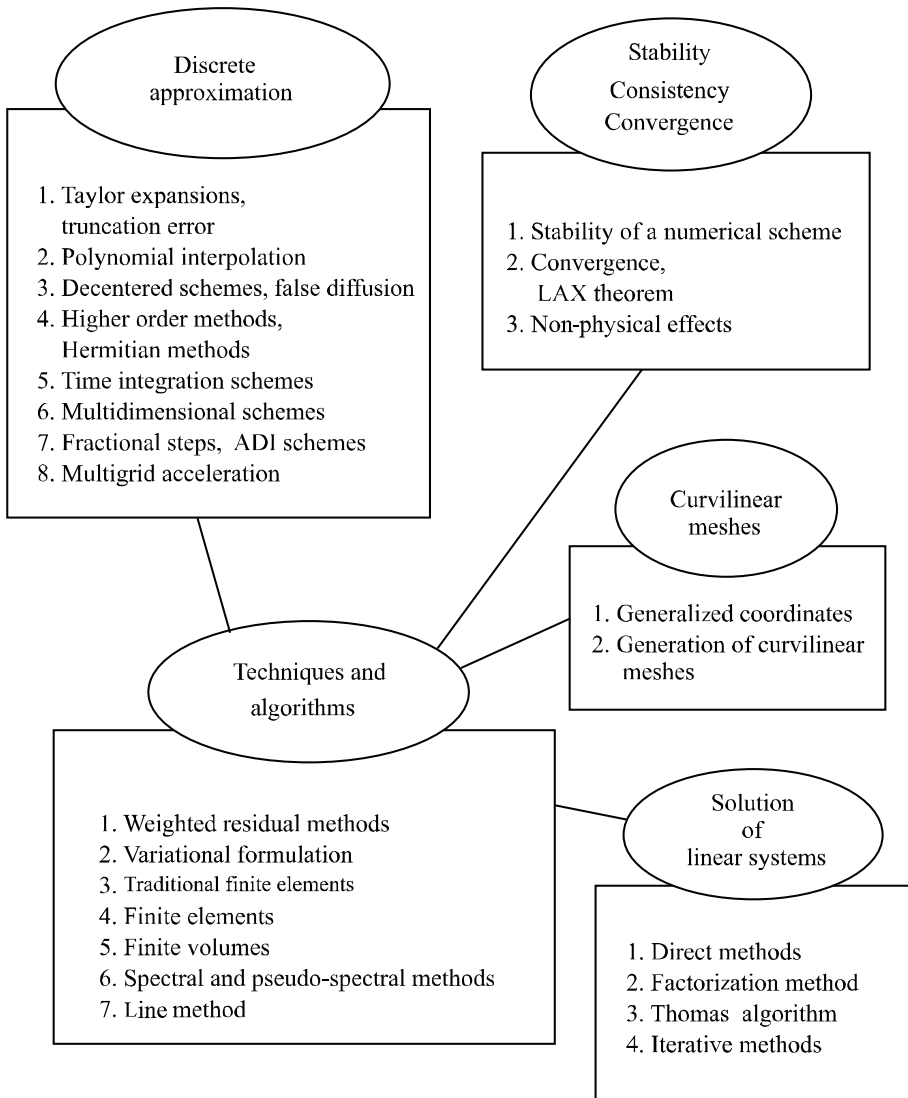 Discrete
approximation
1. Taylor expansions,
truncation error
2. Polynomial interpolation
3. Decentered schemes, false diffusion
4. Higher order methods,
Hermitian methods
5. Time integration schemes
6. Multidimensional schemes
7. Fractional steps, ADI schemes
8. Multigrid acceleration
Stability
Consistency
Convergence
1. Stability of a numerical scheme
2. Convergence,
LAX theorem
3. Non-physical effects
Curvilinear
meshes
1. Generalized coordinates
2. Generation of curvilinear
meshes
Techniques and
algorithms
1. Weighted residual methods
2. Variational formulation
3. Traditional finite elements
4. Finite elements
5. Finite volumes
6. Spectral and pseudo-spectral methods
7. Line method
Solution
of
linear systems
1. Direct methods
2. Factorization method
3. Thomas algorithm
4. Iterative methods